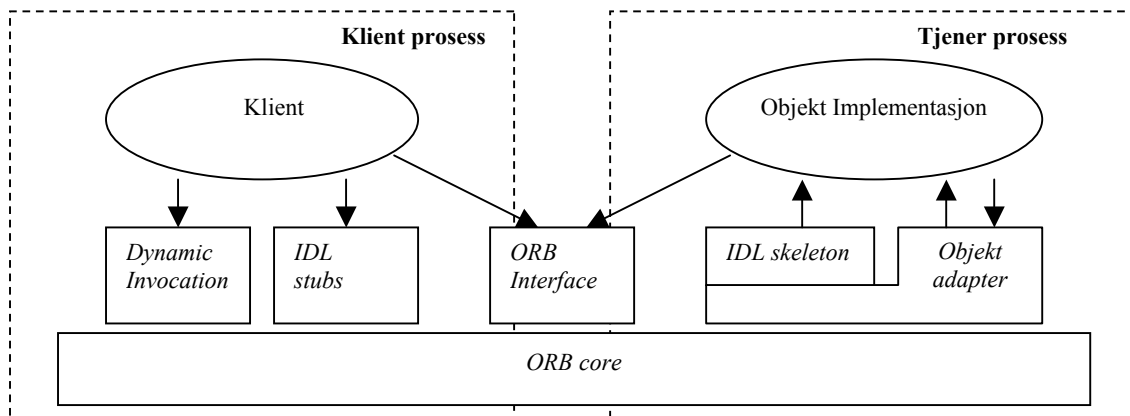 Klient prosess
Tjener prosess
Klient
Objekt Implementasjon
Dynamic
Invocation
IDL
stubs
ORB
Interface
IDL skeleton
Objekt
adapter
ORB core